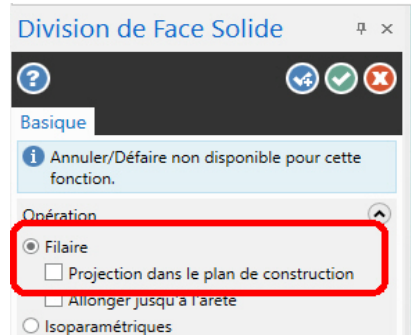 Division de Face Solide
Basique
Annuler/Défaire non disponible pour cette
fonction.
Opération
Filaire
Projection dans le plan de construction
Allonger jusqu'à l'arête
Isoparamétriques